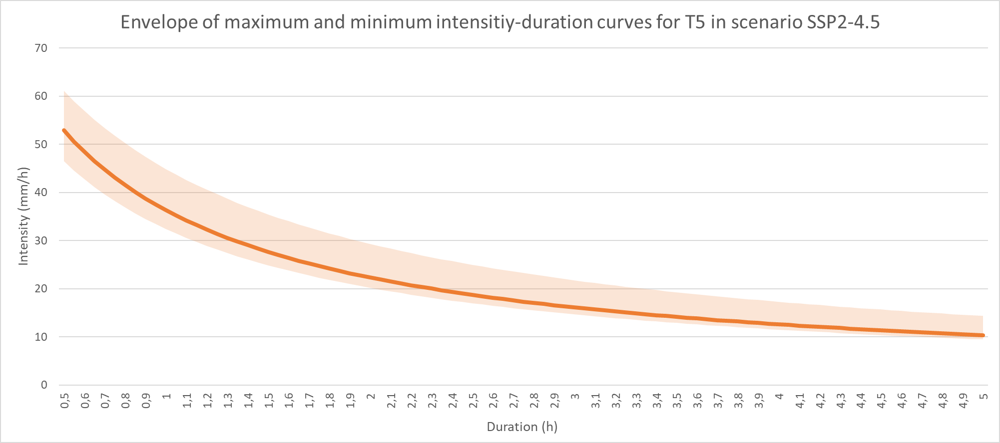 Envelope of maximum and minimum intensitiy-duration curves for T5 in scenario SSP2-4.5
70
60
50
40
30
20
10
0
Intensity (mm/h)
0,5 0,6 0,7 0,8 0,9 1 1,1 1,2 1,3 1,4 1,5 1,6 1,7 1,8 1,9 2 2,1 2,2 2,3 2,4 2,5 2,6 2,7 2,8 2,9 3 3,1 3,2 3,3 3,4 3,5 3,6 3,7 3,8 3,9 4 4,1 4,2 4,3 4,4 4,5 4,6 4,7 4,8 4,9 5
Duration (h)